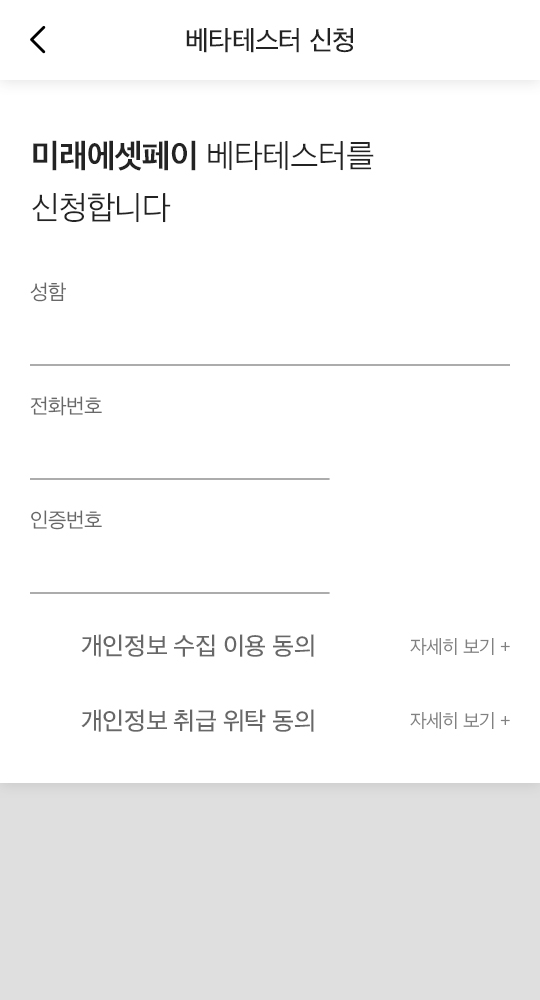 베타테스터 신청
미래에셋페이 베타테스터를
신청합니다
성함
전화번호
인증번호
개인정보 수집 이용 동의 자세히 보기 +
개인정보 취급 위탁 동의 자세히 보기 +